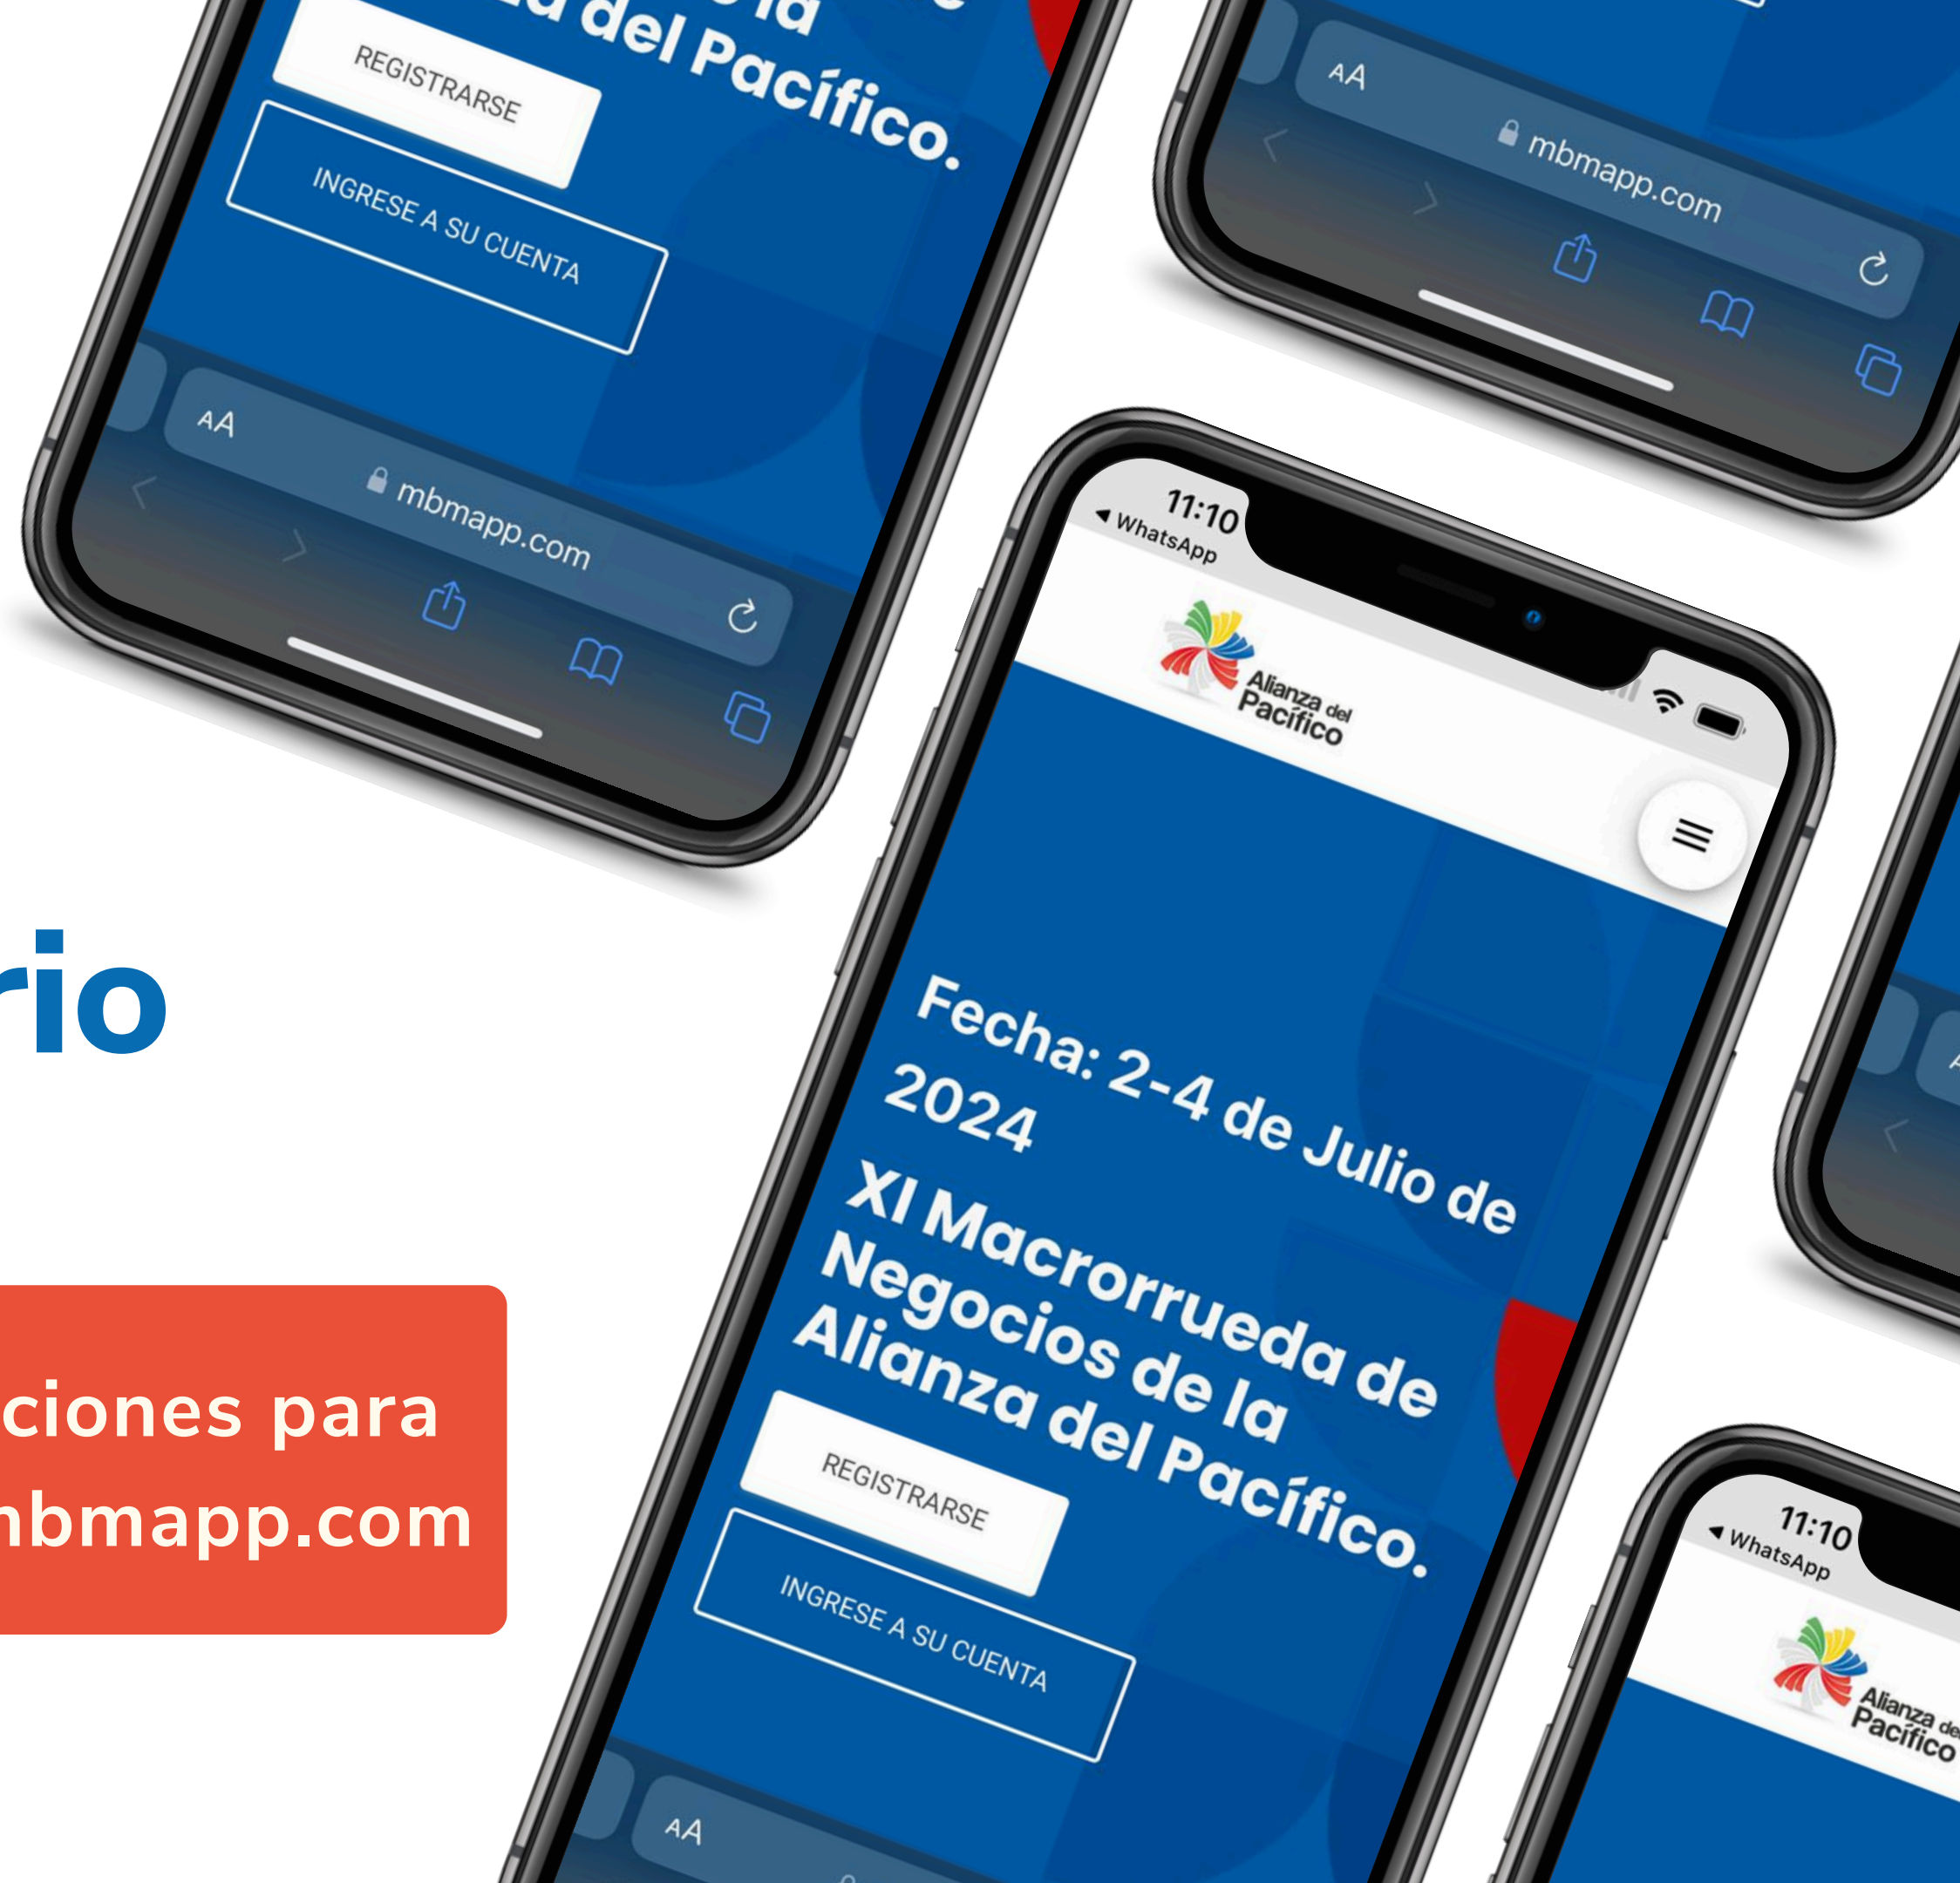 del Pacífico.
REGISTRARSE
INGRESE A SU CUENTA
AA
mbmapp.com
AA
mbmapp.com
11:10
WhatsApp
Alianza del
Pacífico
Fecha: 2-4 de Julio de
2024
XI Macrorrueda de
Negocios de la
Alianza del Pacífico.
REGISTRARSE
INGRESE A SU CUENTA
AA
rio
ciones para
mbmapp.com
11:10
WhatsApp
Alianza de
Pacífico